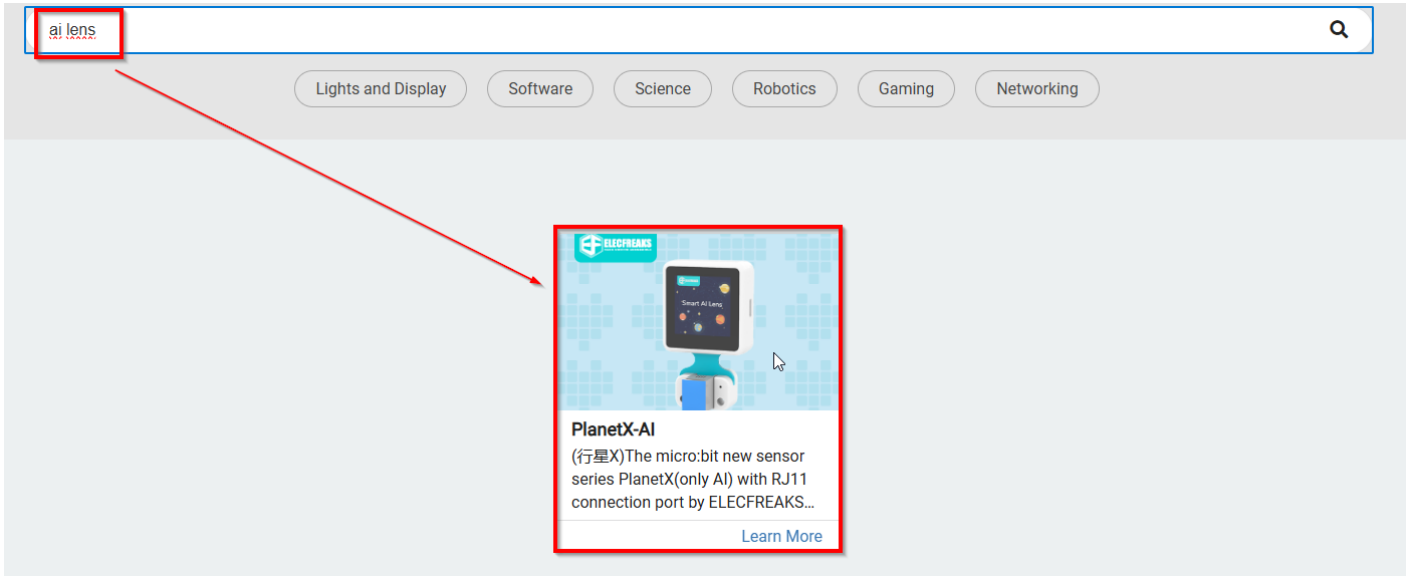 ai lens
Lights and Display
Software
Science
Robotics
Gaming
Networking
ELECFREAKS
Smart AI Lens
PlanetX-AI
(行星X)The micro:bit new sensor
series PlanetX(only AI) with RJ11
connection port by ELECFREAKS...
Learn More